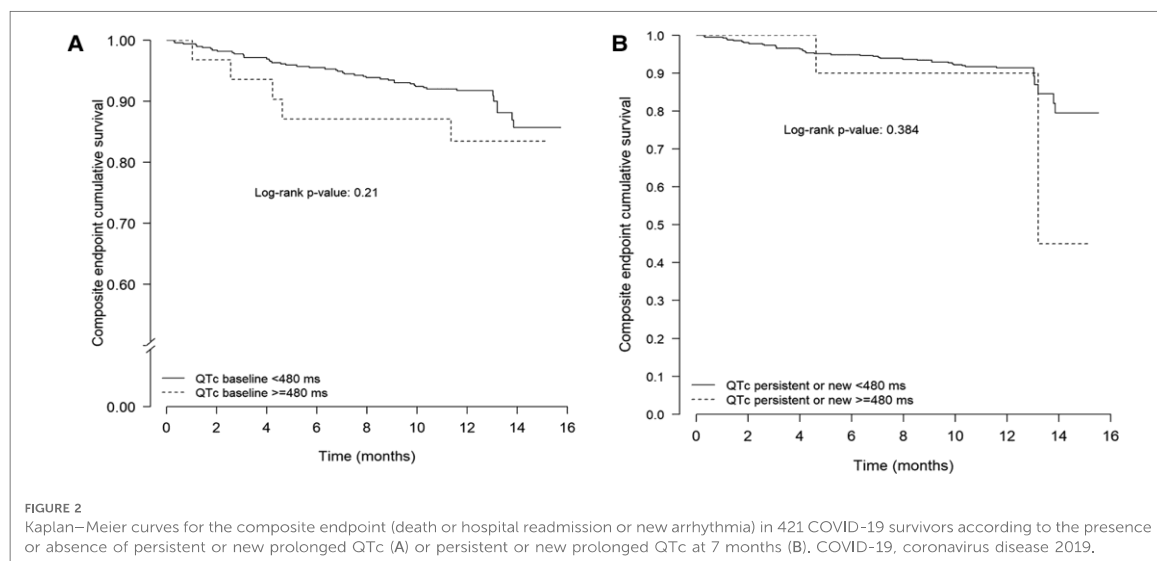 A
Composite endpoint cumulative survival
1.00
0.90
0.80
0.70
0.60
0.00
Log-rank p-value: 0.21
QTc baseline <480 ms
QTc baseline >=480 ms
0 2 4 6 8 10 12 14 16
Time (months)
B
Composite endpoint cumulative survival
1.0
0.9
0.8
0.7
0.6
0.5
0.4
0.3
0.2
0.1
0.0
Log-rank p-value: 0.384
QTc persistent or new <480 ms
QTc persistent or new >=480 ms
0 2 4 6 8 10 12 14 16
Time (months)
FIGURE 2
Kaplan–Meier curves for the composite endpoint (death or hospital readmission or new arrhythmia) in 421 COVID-19 survivors according to the presence
or absence of persistent or new prolonged QTc (A) or persistent or new prolonged QTc at 7 months (B). COVID-19, coronavirus disease 2019.